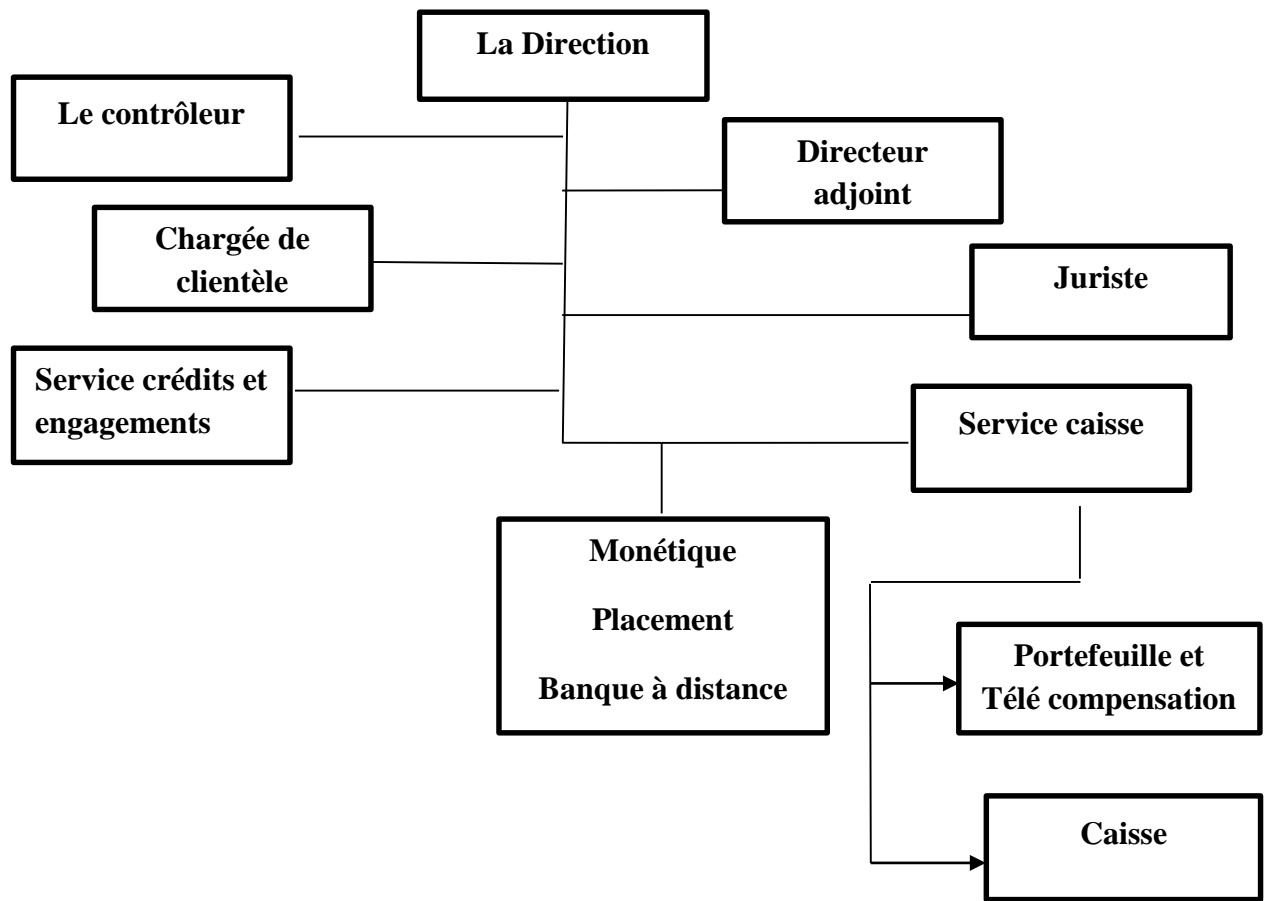 La Direction
Le contrôleur
Directeur
adjoint
Chargée de
clientèle
Juriste
Service crédits et
engagements
Service caisse
Monétique
Placement
Banque à distance
Portefeuille et
Télé compensation
Caisse